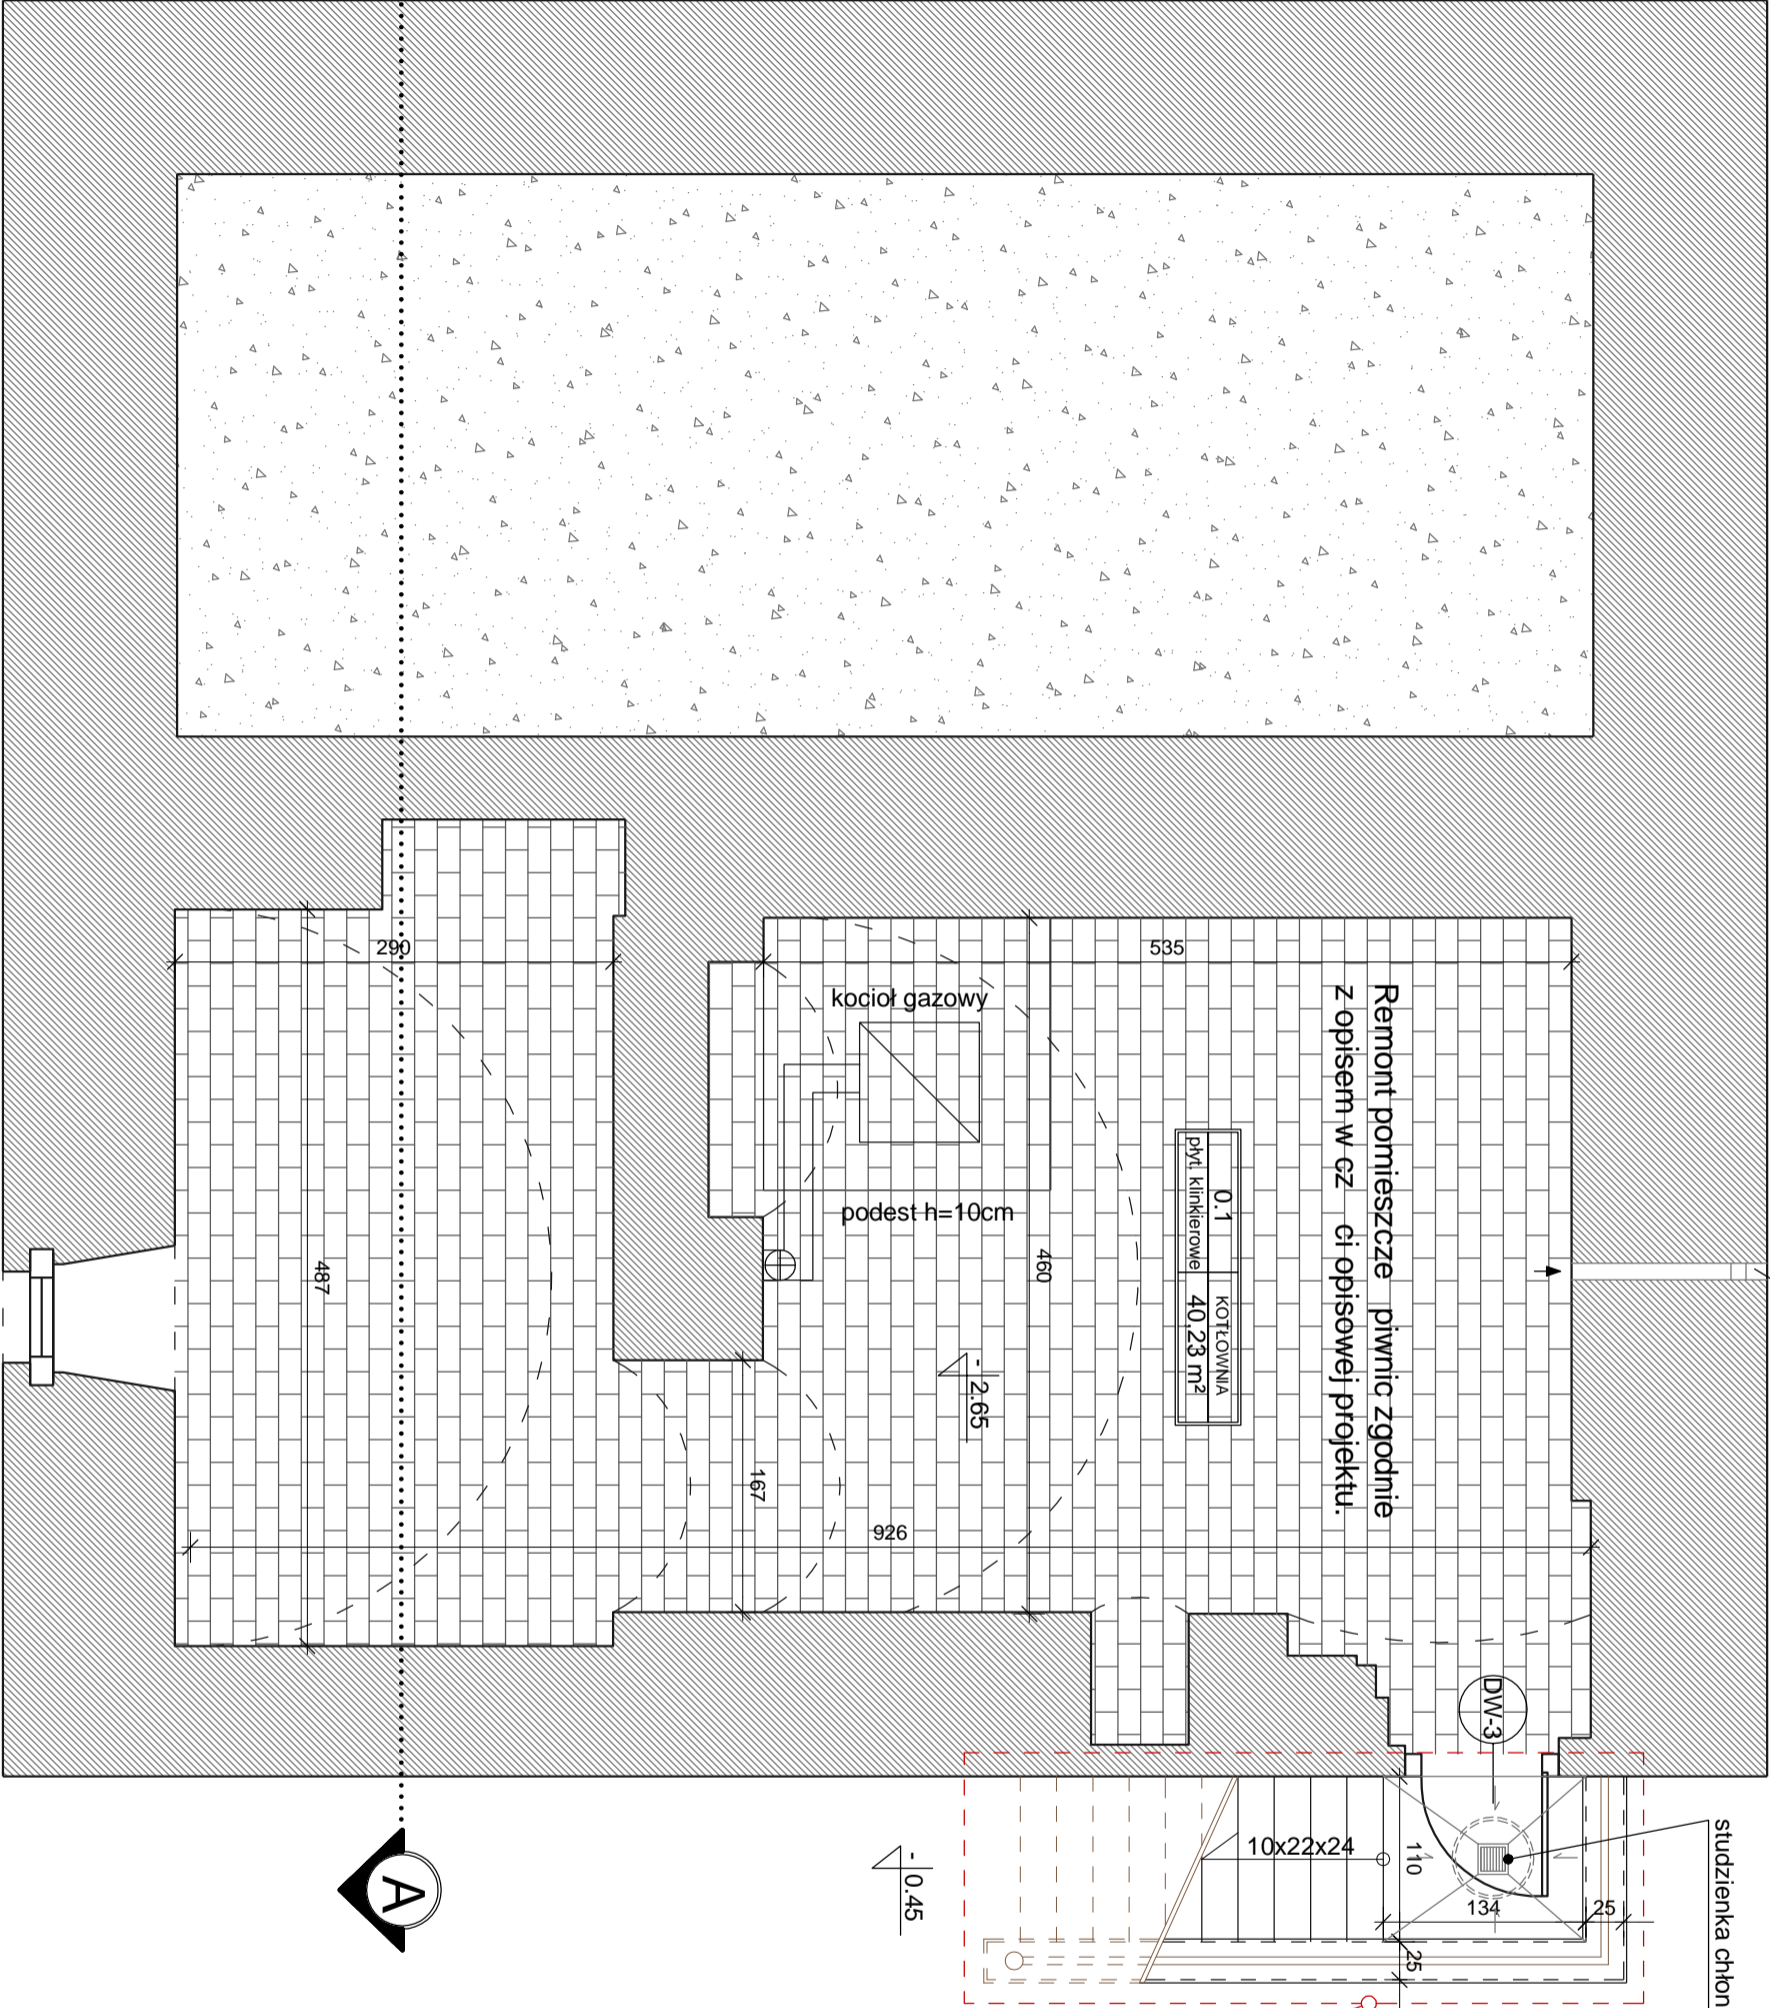 290
535
kocioł gazowy
podest h=10cm
Remont pomieszcze piwnic zgodnie
z opisem w cz ci opisowej projektu.
0.1
KOTŁOWNIA
płyt. klinkierowe
40,23 m²
487
460
- 2.65
167
926
DW-3
studzienka chłon
10x22x24
110
134
25
25
- 0.45
A